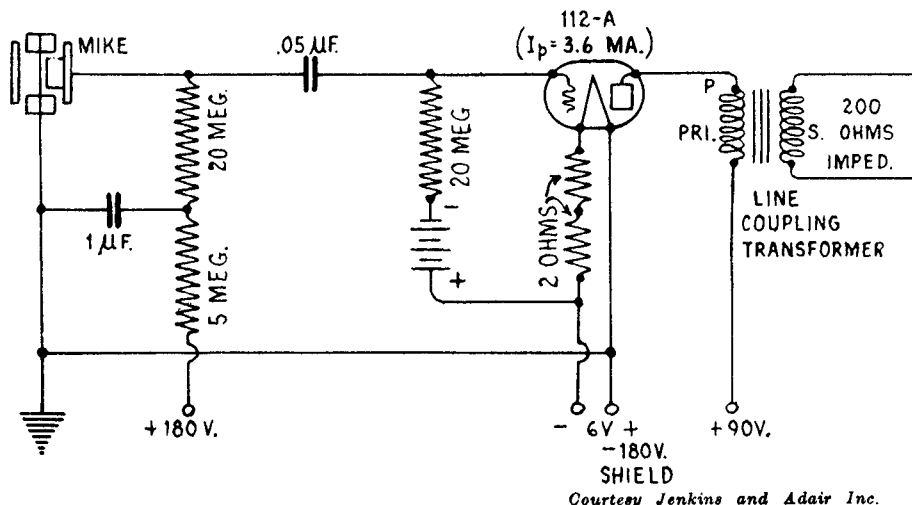 112-A
(Ip = 3.6 MA.)
MIKE
.05 µF.
P
PRI.
S.
200
OHMS
IMPED.
20 MEG.
20 MEG
2 OHMS
LINE
COUPLING
TRANSFORMER
1 µF.
5 MEG.
-
+
+180V.
- 6V +
-180V.
SHIELD
+90V.
Courtesy Jenkins and Adair Inc.